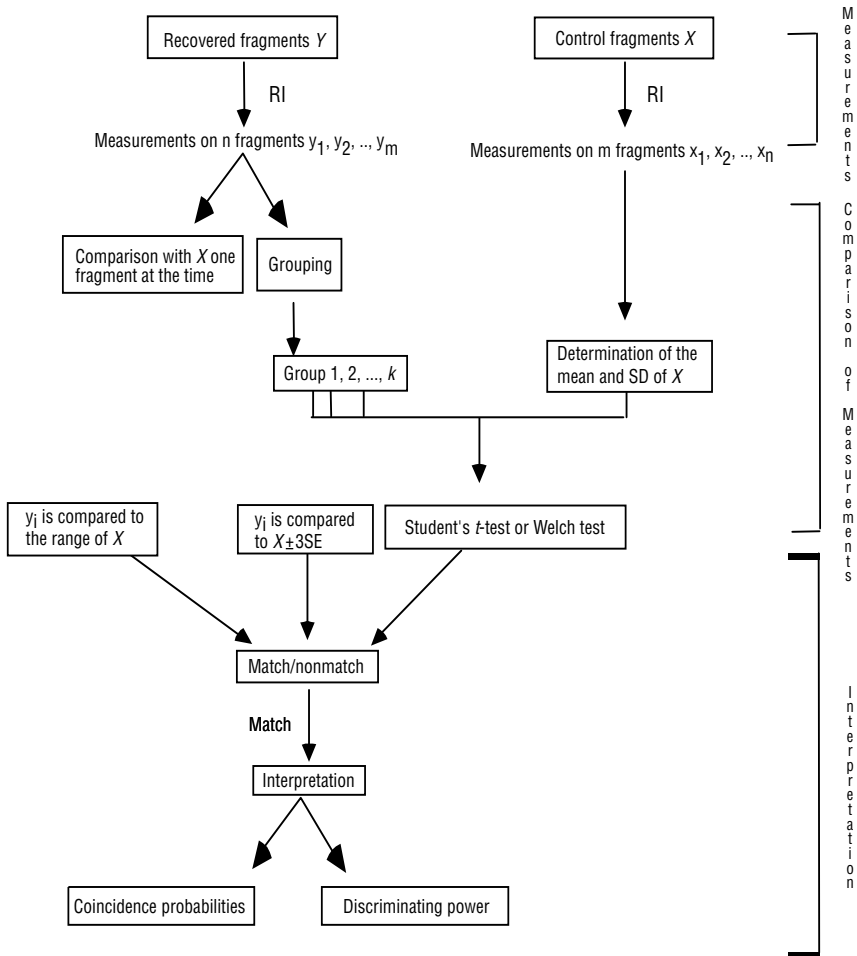 Recovered fragments Y
Control fragments X
RI
RI
Measurements on n fragments y1, y2, .., ym
Measurements on m fragments x1, x2, .., xn
Comparison with X one
fragment at the time
Grouping
Group 1, 2, ..., k
Determination of the
mean and SD of X
yi is compared to
the range of X
yi is compared
to X±3SE
Student's t-test or Welch test
Match/nonmatch
Match
Interpretation
Coincidence probabilities
Discriminating power
Measurements
Comparison of Measurements
Interpretation